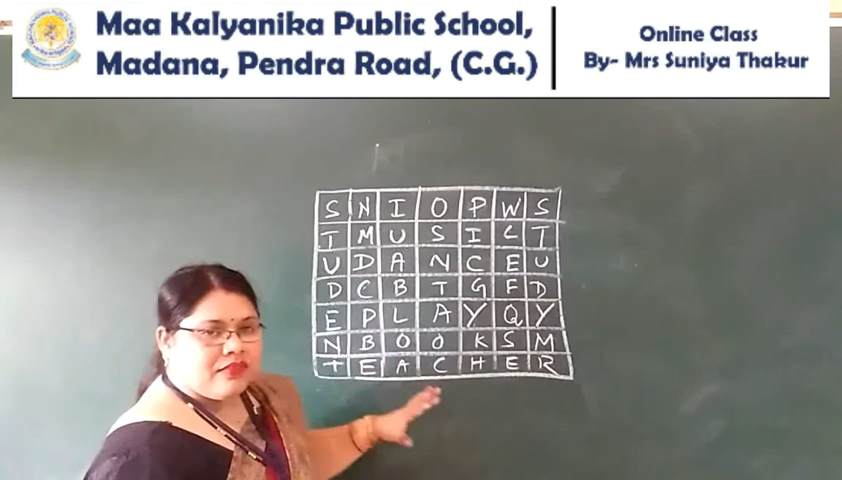 Maa Kalyanika Public School,
Madana, Pendra Road, (C.G.)
Online Class
By- Mrs Suniya Thakur
S N I O P W S
T M U S I C T
U D A N C E U
D C B T G F D
E P L A Y Q Y
N B O O K S M
T E A C H E R